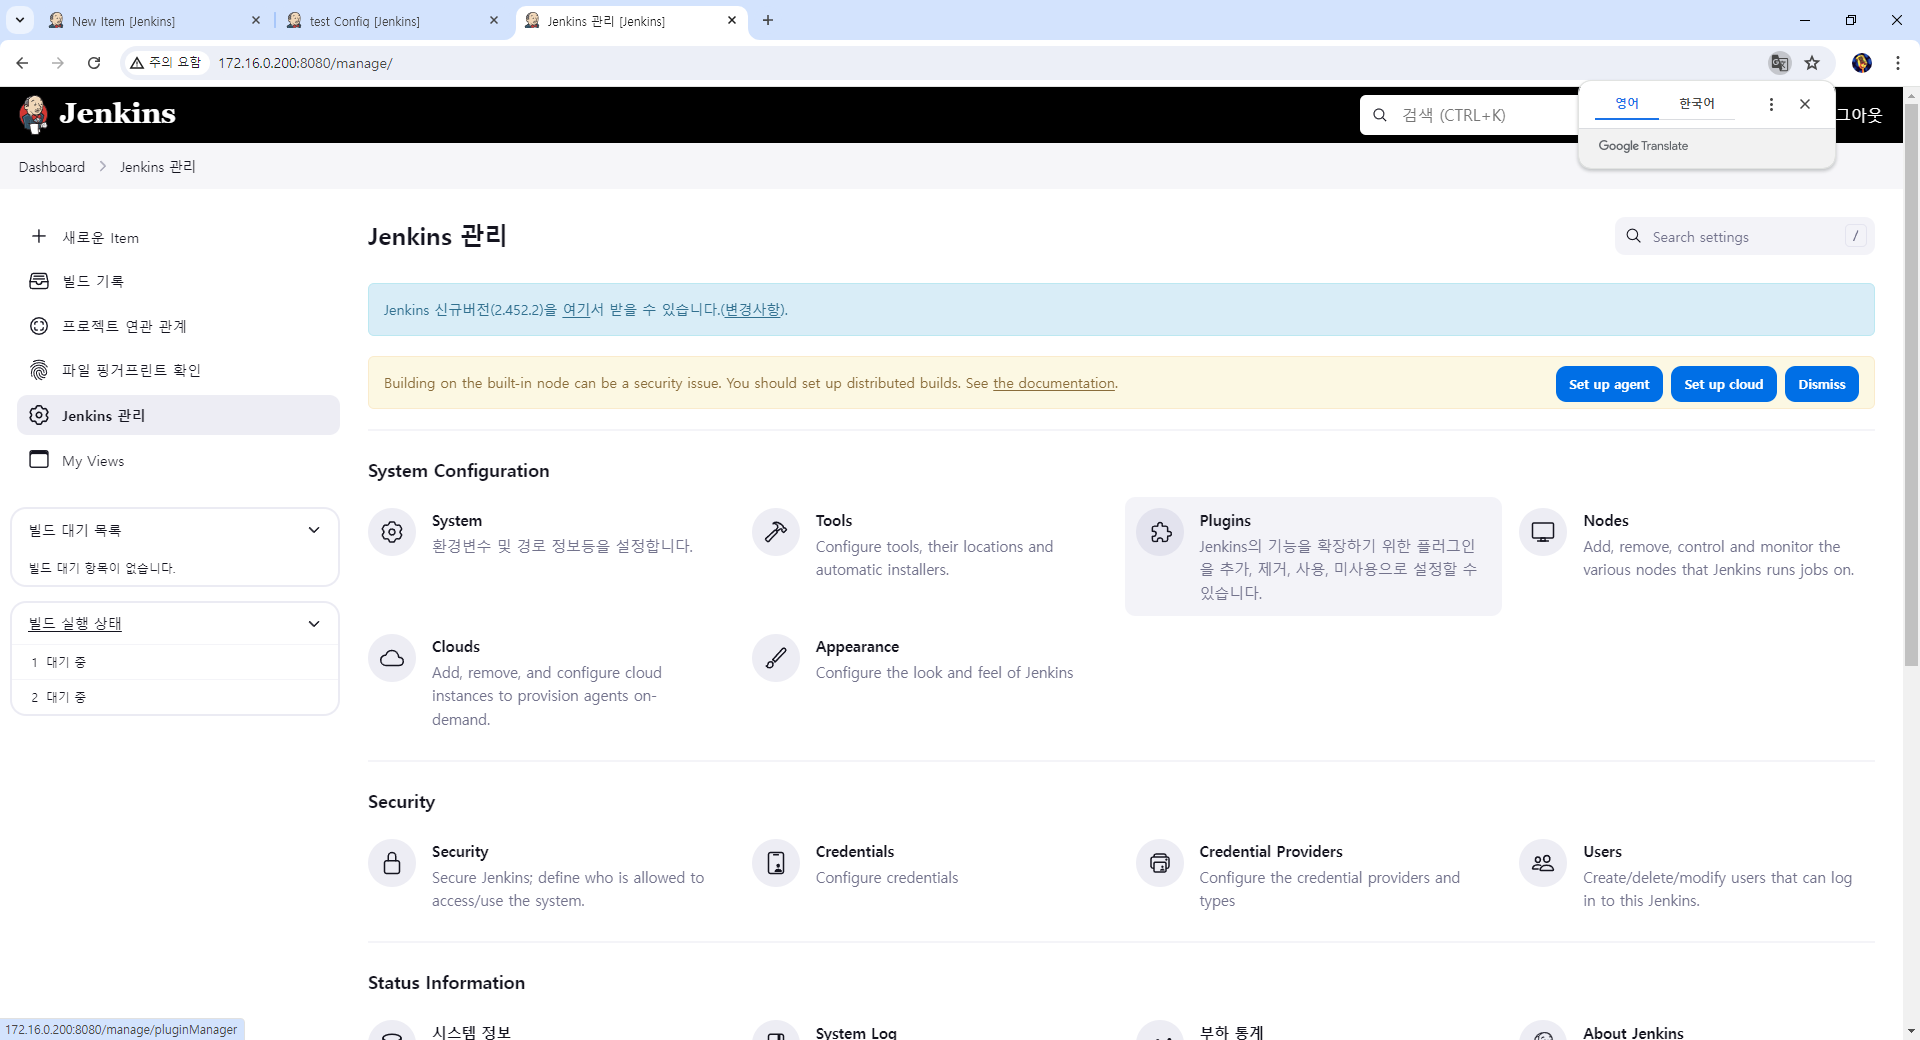 New Item [Jenkins]
test Config [Jenkins]
Jenkins 관리 [Jenkins]
주의 요함
172.16.0.200:8080/manage/
Jenkins
검색 (CTRL+K)
영어
한국어
그아웃
Google Translate
Dashboard
Jenkins 관리
새로운 Item
빌드 기록
프로젝트 연관 관계
파일 핑거프린트 확인
Jenkins 관리
My Views
빌드 대기 목록
빌드 대기 항목이 없습니다.
빌드 실행 상태
1 대기 중
2 대기 중
Jenkins 관리
Search settings
/
Jenkins 신규버전(2.452.2)을 여기서 받을 수 있습니다.(변경사항).
Building on the built-in node can be a security issue. You should set up distributed builds. See the documentation.
Set up agent
Set up cloud
Dismiss
System Configuration
System
환경변수 및 경로 정보등을 설정합니다.
Tools
Configure tools, their locations and
automatic installers.
Plugins
Jenkins의 기능을 확장하기 위한 플러그인
을 추가, 제거, 사용, 미사용으로 설정할 수
있습니다.
Nodes
Add, remove, control and monitor the
various nodes that Jenkins runs jobs on.
Clouds
Add, remove, and configure cloud
instances to provision agents on-
demand.
Appearance
Configure the look and feel of Jenkins
Security
Security
Secure Jenkins; define who is allowed to
access/use the system.
Credentials
Configure credentials
Credential Providers
Configure the credential providers and
types
Users
Create/delete/modify users that can log
in to this Jenkins.
Status Information
시스템 정보
System Log
부하 통계
About Jenkins
172.16.0.200:8080/manage/pluginManager